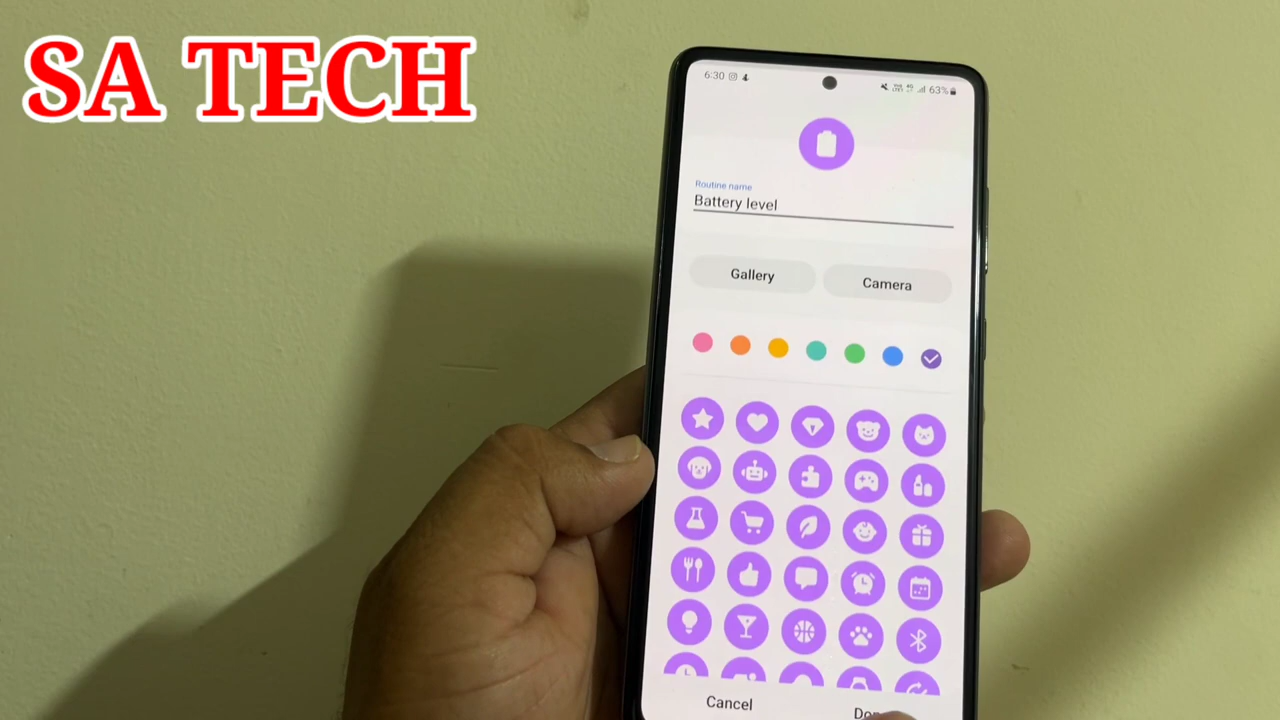 SA TECH
6:30
63%
Routine name
Battery level
Gallery
Camera
Cancel